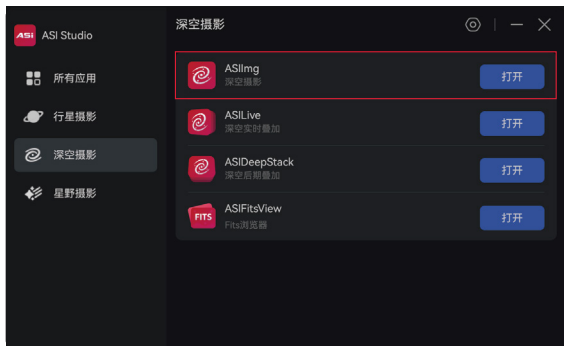 ASI ASI Studio
所有应用
行星摄影
深空摄影
星野摄影
深空摄影
ASIImg
深空摄影
打开
ASILive
深空实时叠加
打开
ASIDeepStack
深空后期叠加
打开
FITS
ASIFitsView
Fits浏览器
打开